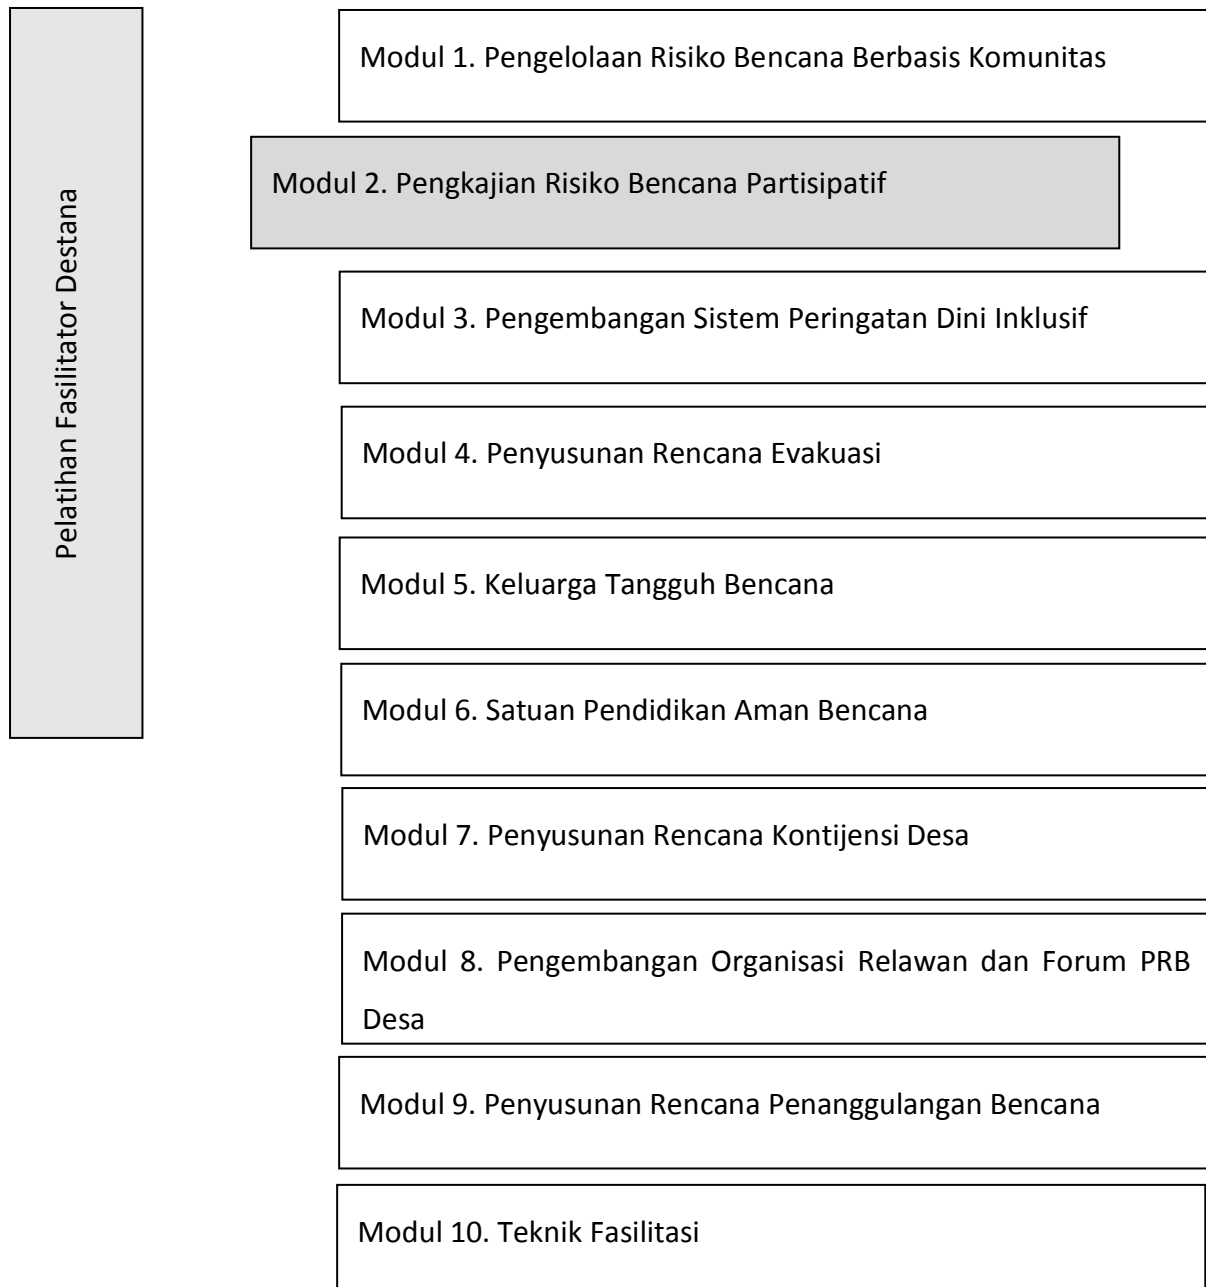 Pelatihan Fasilitator Destana
Modul 1. Pengelolaan Risiko Bencana Berbasis Komunitas
Modul 2. Pengkajian Risiko Bencana Partisipatif
Modul 3. Pengembangan Sistem Peringatan Dini Inklusif
Modul 4. Penyusunan Rencana Evakuasi
Modul 5. Keluarga Tangguh Bencana
Modul 6. Satuan Pendidikan Aman Bencana
Modul 7. Penyusunan Rencana Kontijensi Desa
Modul 8. Pengembangan Organisasi Relawan dan Forum PRB
Desa
Modul 9. Penyusunan Rencana Penanggulangan Bencana
Modul 10. Teknik Fasilitasi